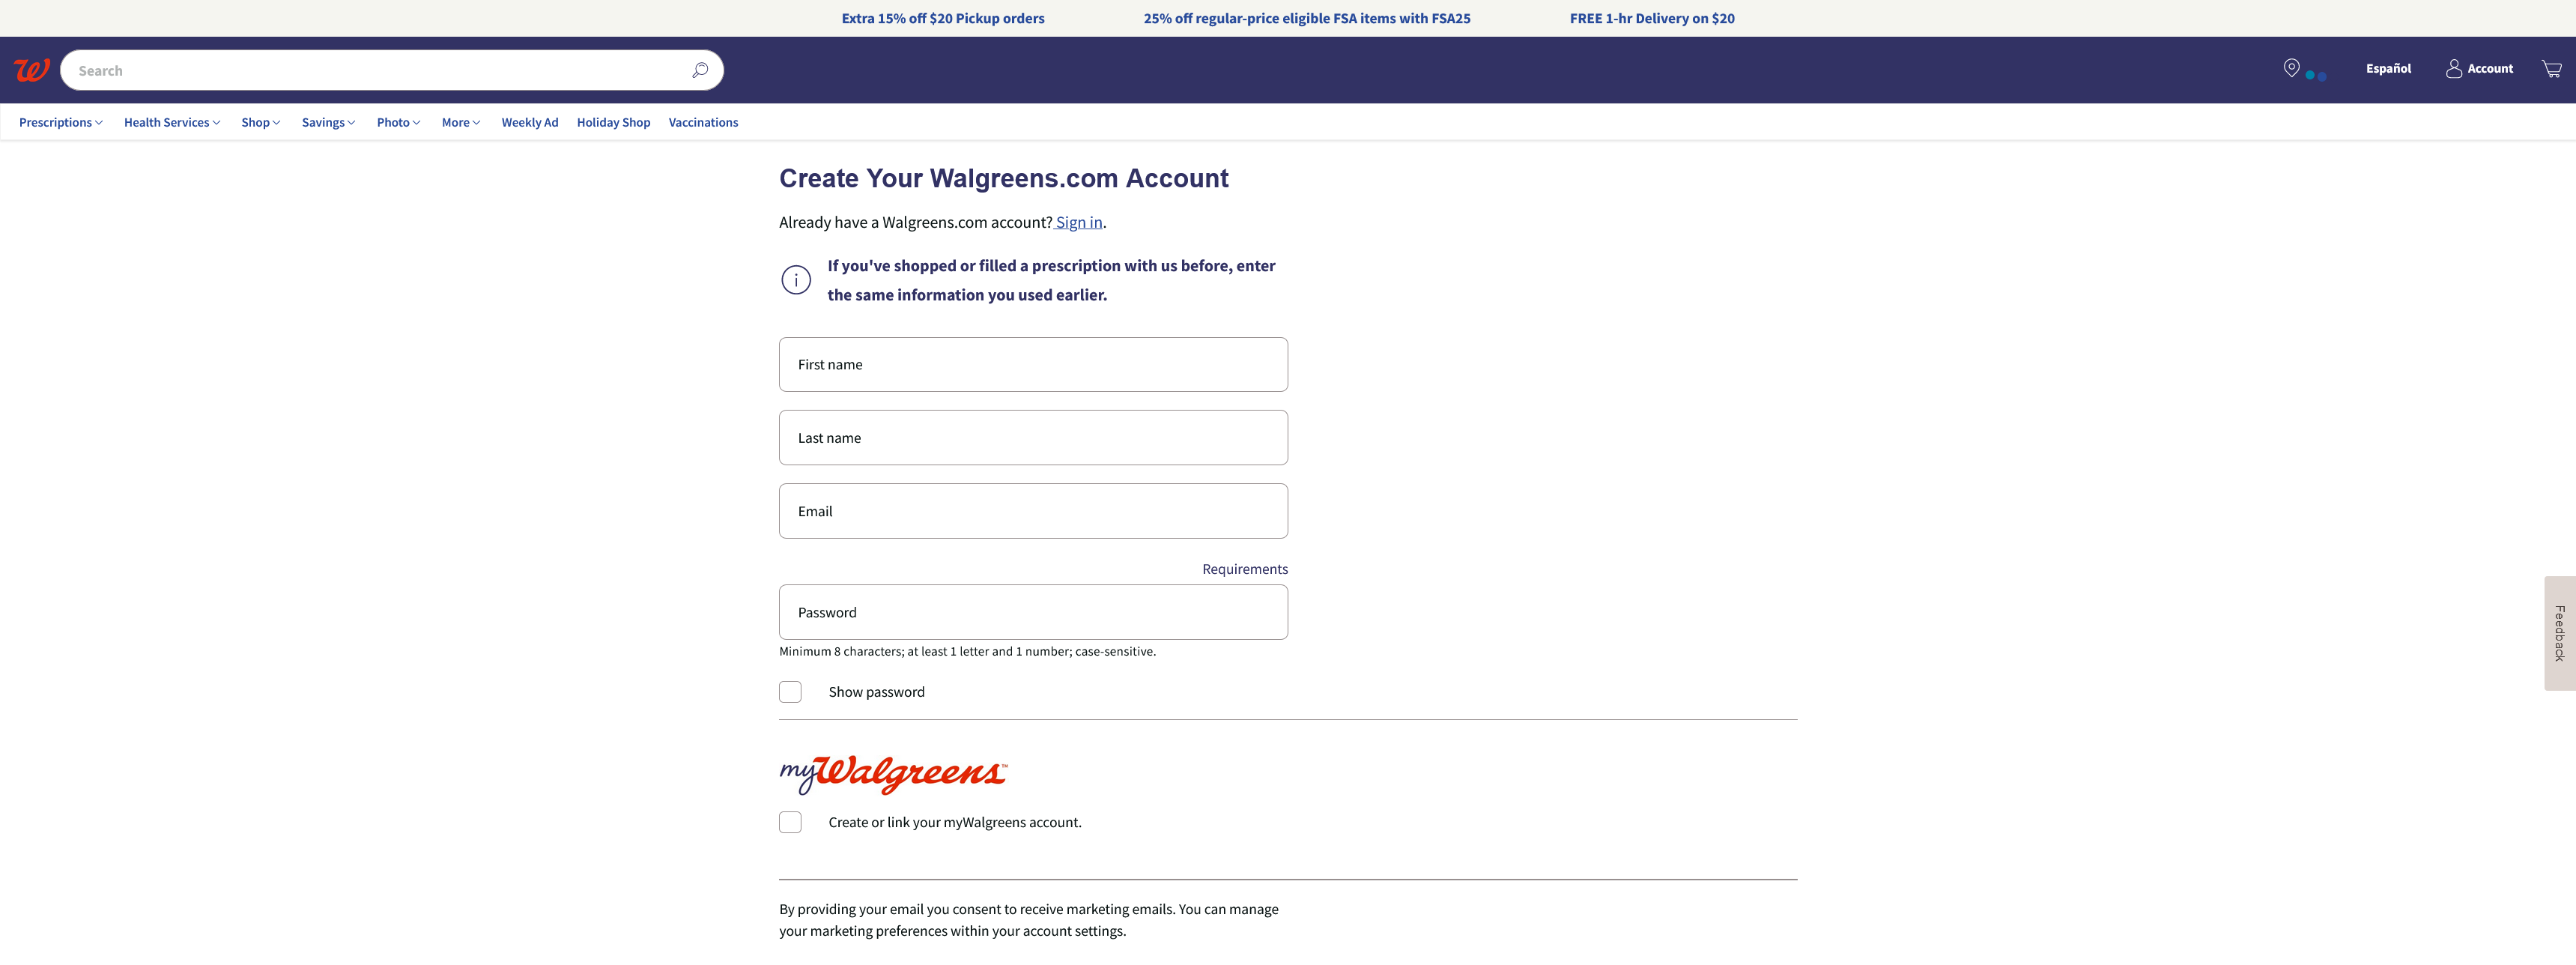 Extra 15% off $20 Pickup orders
25% off regular-price eligible FSA items with FSA25
FREE 1-hr Delivery on $20
W
Search
Español
Account
Prescriptions
Health Services
Shop
Savings
Photo
More
Weekly Ad
Holiday Shop
Vaccinations
Create Your Walgreens.com Account
Already have a Walgreens.com account? Sign in.
If you've shopped or filled a prescription with us before, enter
the same information you used earlier.
First name
Last name
Email
Requirements
Password
Minimum 8 characters; at least 1 letter and 1 number; case-sensitive.
Show password
Feedback
myWalgreens™
Create or link your myWalgreens account.
By providing your email you consent to receive marketing emails. You can manage
your marketing preferences within your account settings.